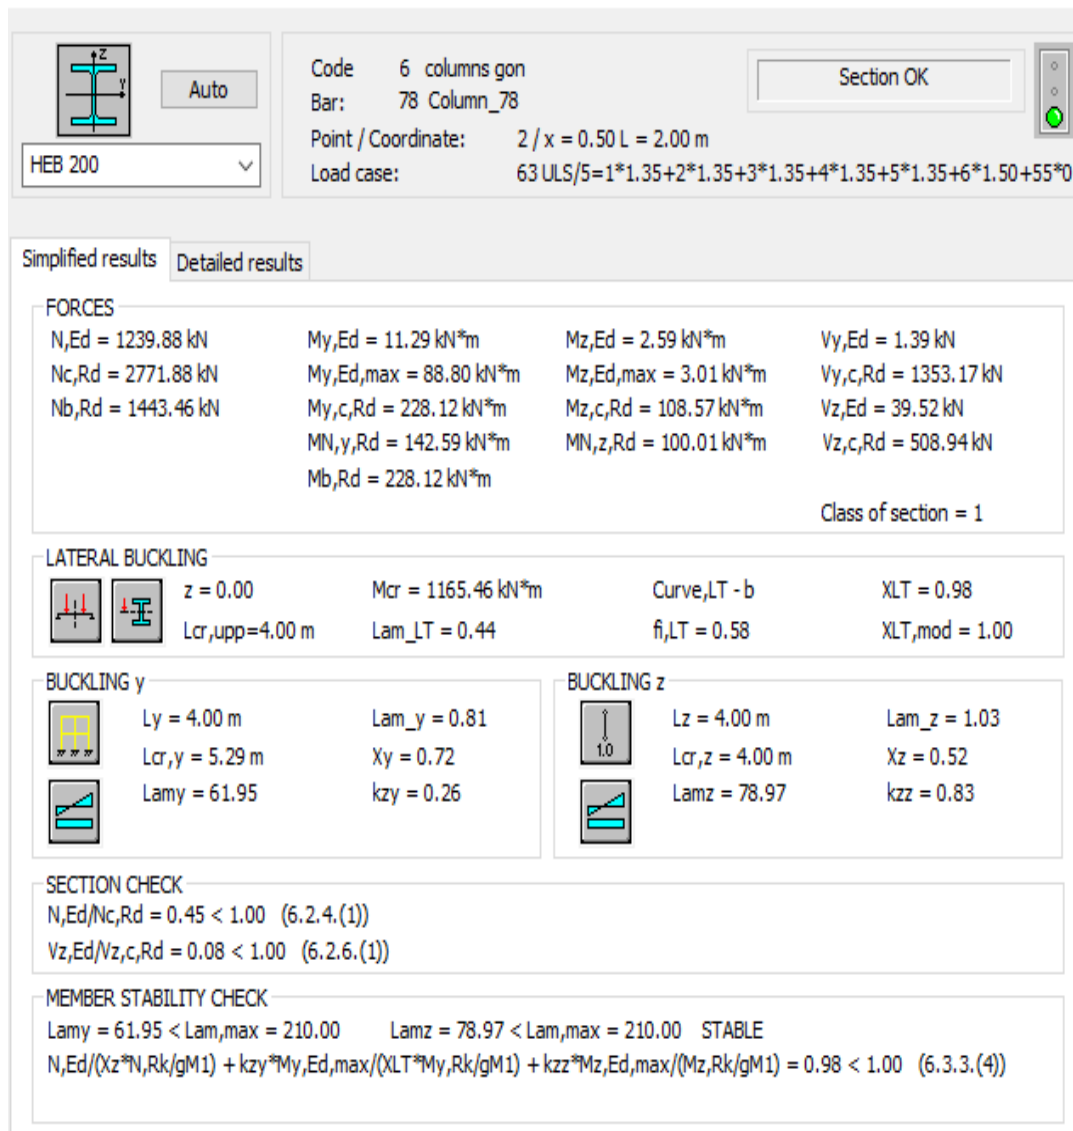 Z
Y
Auto
HEB 200
Code 6 columns gon
Bar: 78 Column_78
Point / Coordinate: 2 / x = 0.50 L = 2.00 m
Load case: 63 ULS/5=1*1.35+2*1.35+3*1.35+4*1.35+5*1.35+6*1.50+55*0
Section OK
Simplified results Detailed results
FORCES
N,Ed = 1239.88 kN My,Ed = 11.29 kN*m Mz,Ed = 2.59 kN*m Vy,Ed = 1.39 kN
Nc,Rd = 2771.88 kN My,Ed,max = 88.80 kN*m Mz,Ed,max = 3.01 kN*m Vy,c,Rd = 1353.17 kN
Nb,Rd = 1443.46 kN My,c,Rd = 228.12 kN*m Mz,c,Rd = 108.57 kN*m Vz,Ed = 39.52 kN
MN,y,Rd = 142.59 kN*m MN,z,Rd = 100.01 kN*m Vz,c,Rd = 508.94 kN
Mb,Rd = 228.12 kN*m
Class of section = 1
LATERAL BUCKLING
z = 0.00 Mcr = 1165.46 kN*m Curve,LT - b XLT = 0.98
Lcr,upp=4.00 m Lam_LT = 0.44 fi,LT = 0.58 XLT,mod = 1.00
BUCKLING y
Ly = 4.00 m Lam_y = 0.81
Lcr,y = 5.29 m Xy = 0.72
Lamy = 61.95 kzy = 0.26
BUCKLING z
1.0
Lz = 4.00 m Lam_z = 1.03
Lcr,z = 4.00 m Xz = 0.52
Lamz = 78.97 kzz = 0.83
SECTION CHECK
N,Ed/Nc,Rd = 0.45 < 1.00 (6.2.4.(1))
Vz,Ed/Vz,c,Rd = 0.08 < 1.00 (6.2.6.(1))
MEMBER STABILITY CHECK
Lamy = 61.95 < Lam,max = 210.00 Lamz = 78.97 < Lam,max = 210.00 STABLE
N,Ed/(Xz*N,Rk/gM1) + kzy*My,Ed,max/(XLT*My,Rk/gM1) + kzz*Mz,Ed,max/(Mz,Rk/gM1) = 0.98 < 1.00 (6.3.3.(4))